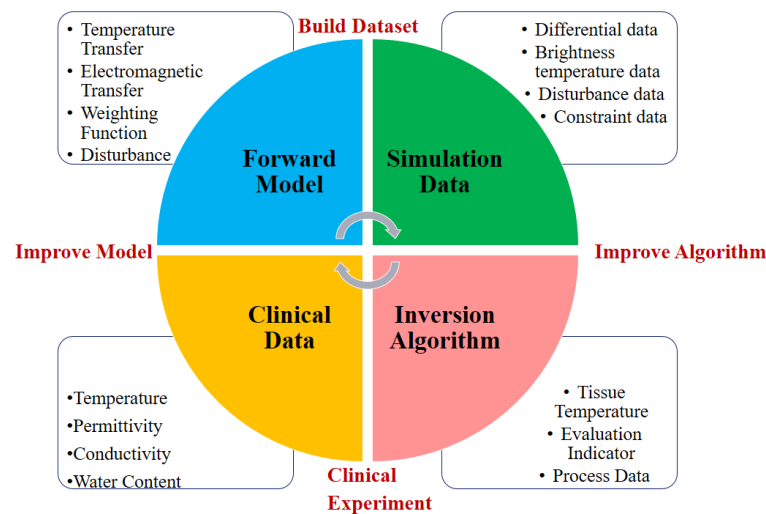 Build Dataset
• Temperature
Transfer
• Electromagnetic
Transfer
• Weighting
Function
• Disturbance
• Differential data
• Brightness
temperature data
• Disturbance data
• Constraint data
Forward
Model
Simulation
Data
Improve Model
Improve Algorithm
Clinical
Data
Inversion
Algorithm
•Temperature
•Permittivity
•Conductivity
•Water Content
• Tissue
Temperature
• Evaluation
Indicator
• Process Data
Clinical
Experiment